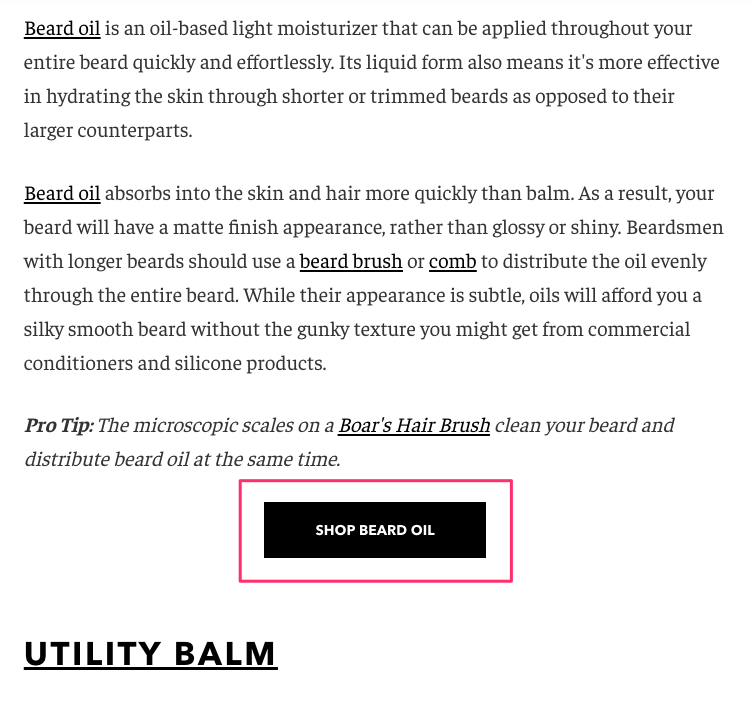 Beard oil is an oil-based light moisturizer that can be applied throughout your
entire beard quickly and effortlessly. Its liquid form also means it's more effective
in hydrating the skin through shorter or trimmed beards as opposed to their
larger counterparts.
Beard oil absorbs into the skin and hair more quickly than balm. As a result, your
beard will have a matte finish appearance, rather than glossy or shiny. Beardsmen
with longer beards should use a beard brush or comb to distribute the oil evenly
through the entire beard. While their appearance is subtle, oils will afford you a
silky smooth beard without the gunky texture you might get from commercial
conditioners and silicone products.
Pro Tip: The microscopic scales on a Boar's Hair Brush clean your beard and
distribute beard oil at the same time.
SHOP BEARD OIL
UTILITY BALM